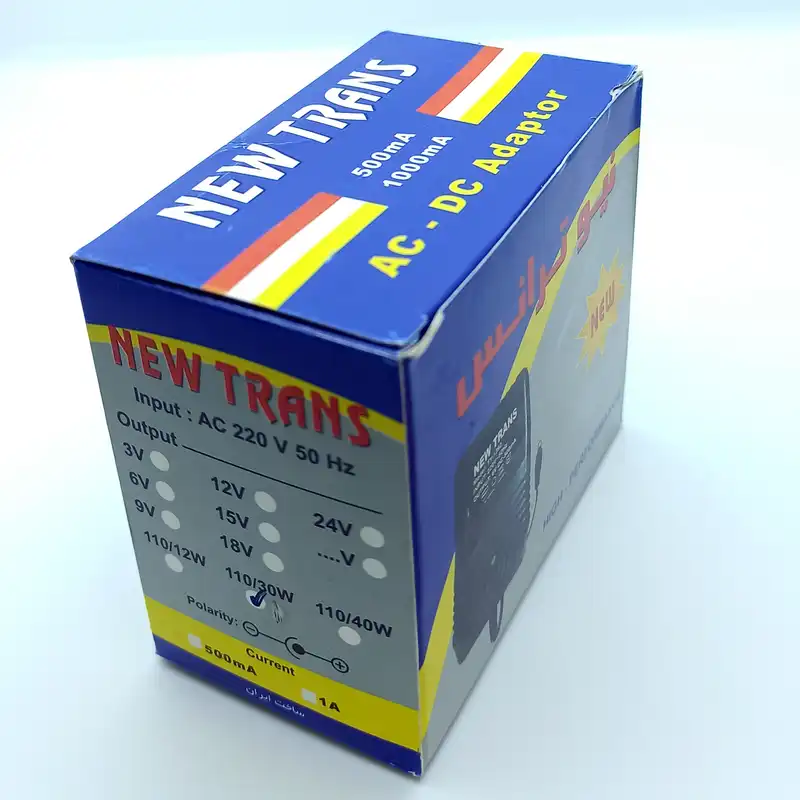 NEW TRANS
500mA
1000mA
AC - DC Adaptor
NEW TRANS
Input : AC 220 V 50 Hz
Output
3V
6V
9V
12V
15V
18V
24V
....V
110/12W
110/30W
110/40W
Polarity:
Current
500mA
1A
ساخت ایران
نیو ترانس
NEW
NEW TRANS
HIGH - PERFORMANCE